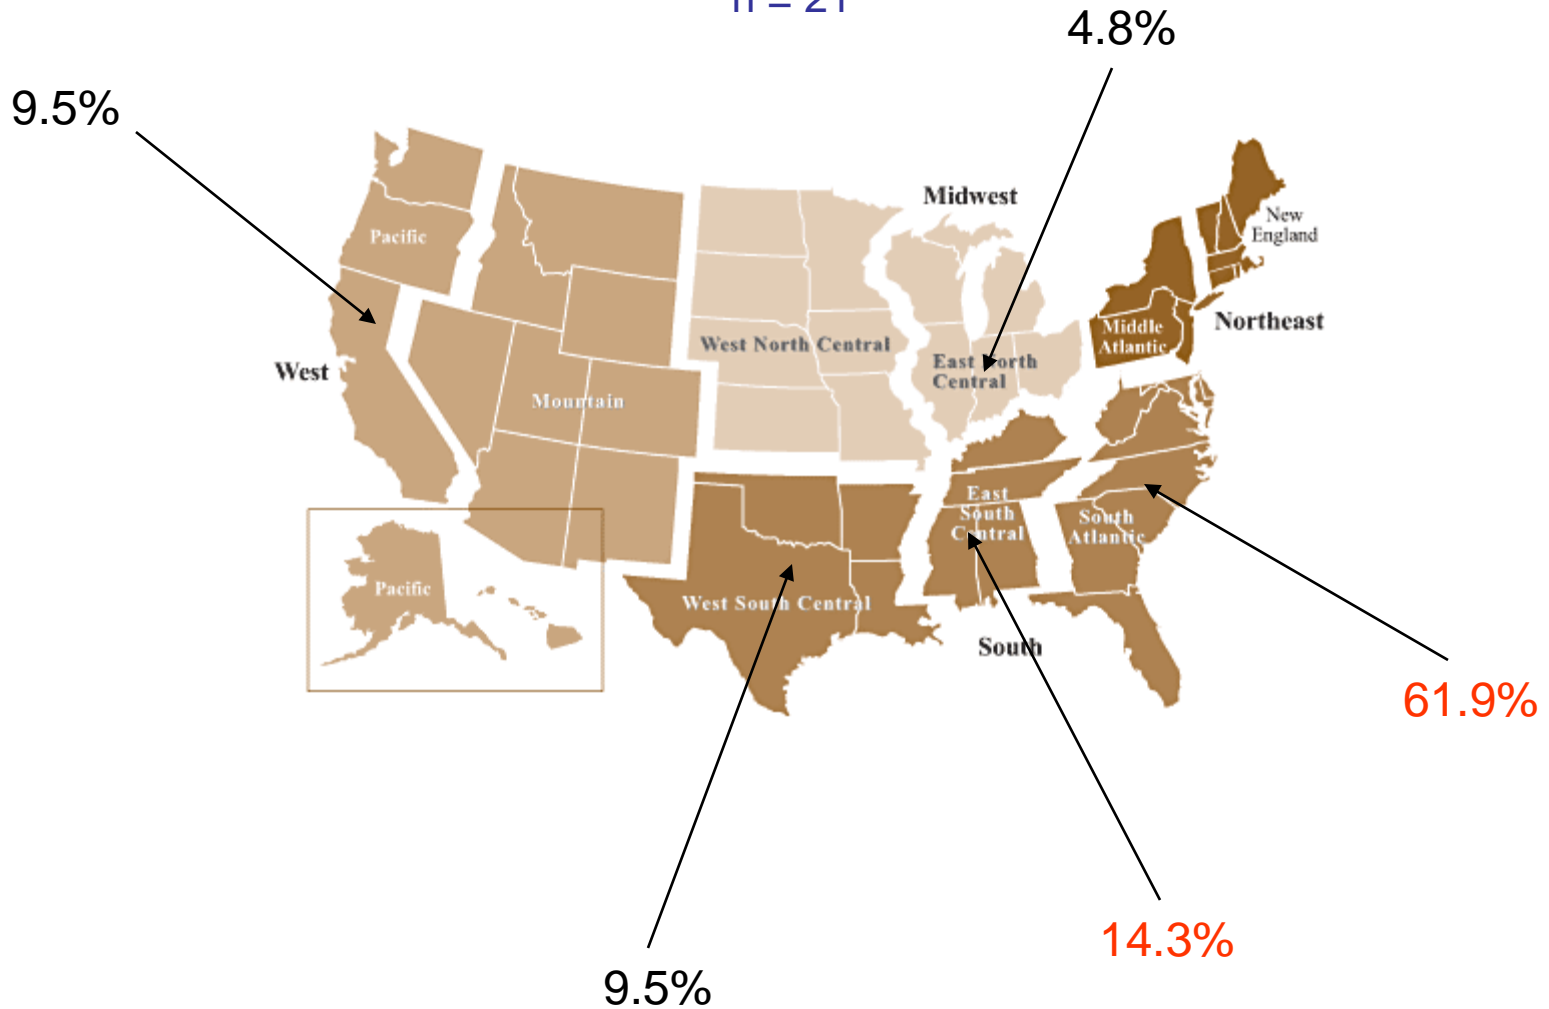 n = 21
4.8%
9.5%
Midwest
New
England
Pacific
Northeast
Middle
Atlantic
West North Central
East North
Central
West
Mountain
East
South
Central
South
Atlantic
Pacific
West South Central
South
61.9%
14.3%
9.5%